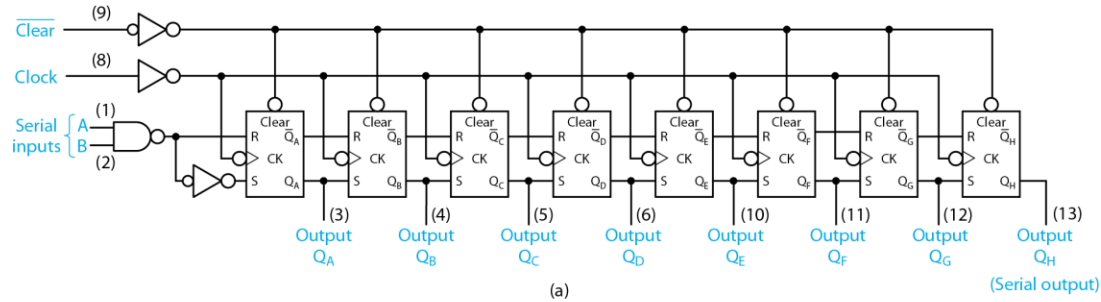 Clear (9)
Clock (8)
Serial inputs { A (1)
B (2)
Clear Clear Clear Clear Clear Clear Clear Clear
R Q̅A R Q̅B R Q̅C R Q̅D R Q̅E R Q̅F R Q̅G R Q̅H
CK CK CK CK CK CK CK CK
S QA S QB S QC S QD S QE S QF S QG S QH
(3) (4) (5) (6) (10) (11) (12) (13)
Output Output Output Output Output Output Output Output
QA QB QC QD QE QF QG QH
(Serial output)
(a)